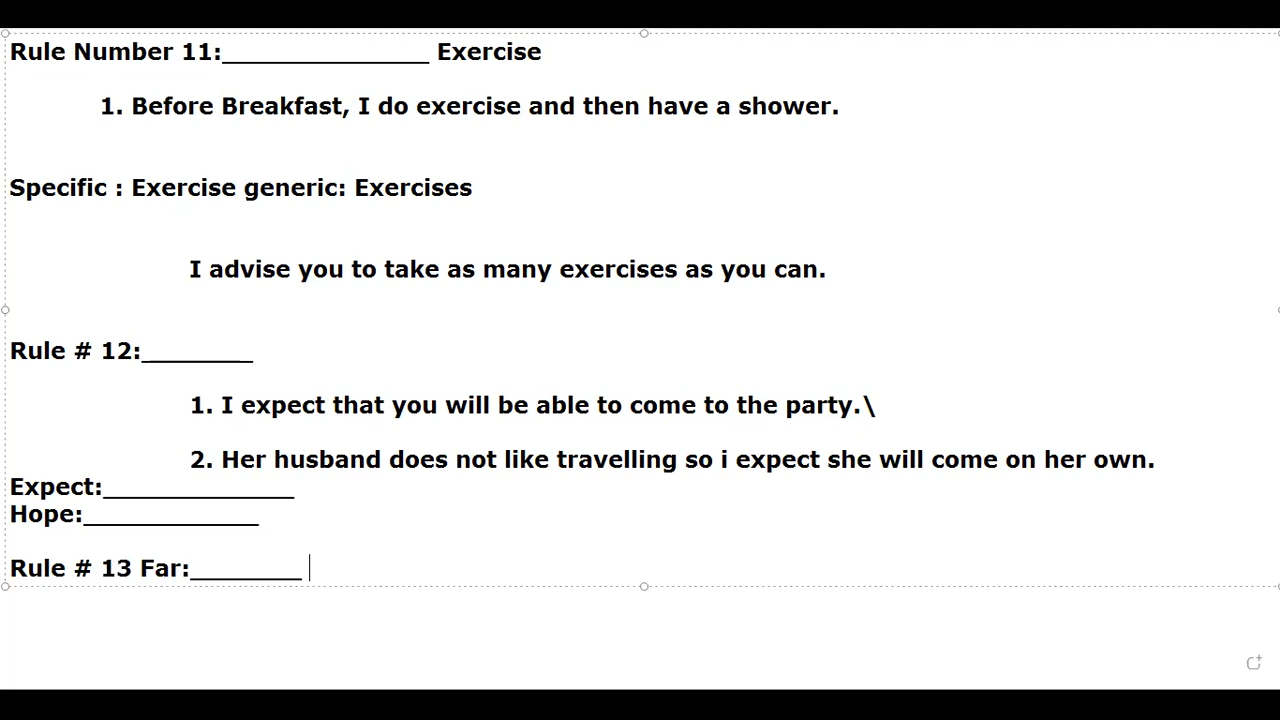 Rule Number 11:_______________ Exercise
1. Before Breakfast, I do exercise and then have a shower.
Specific : Exercise generic: Exercises
I advise you to take as many exercises as you can.
Rule # 12:________
1. I expect that you will be able to come to the party.\
2. Her husband does not like travelling so i expect she will come on her own.
Expect:______________
Hope:_____________
Rule # 13 Far:________